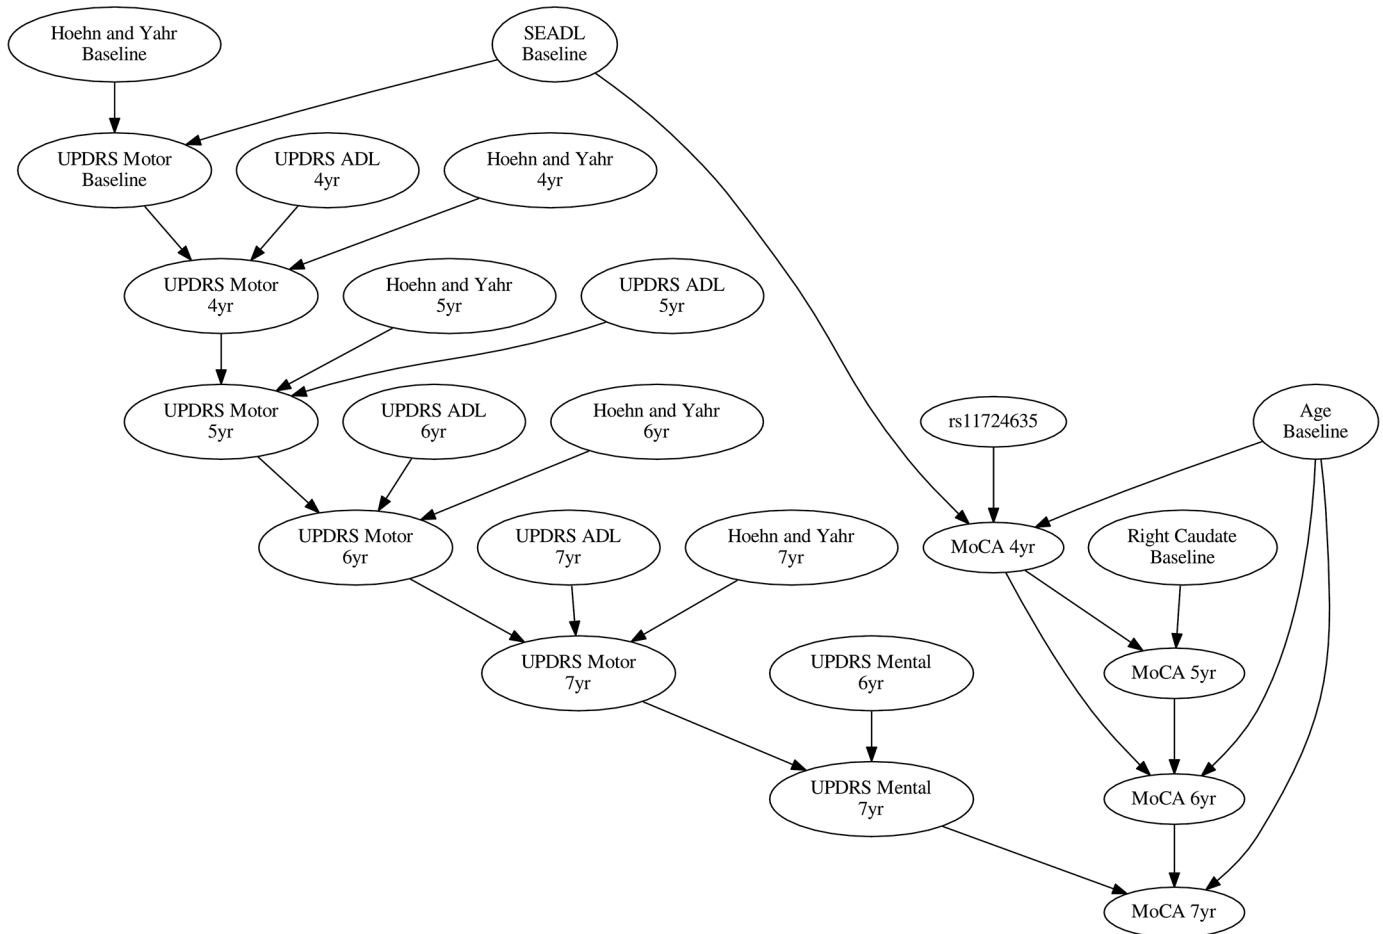 Hoehn and Yahr
Baseline
SEADL
Baseline
UPDRS Motor
Baseline
UPDRS ADL
4yr
Hoehn and Yahr
4yr
UPDRS Motor
4yr
Hoehn and Yahr
5yr
UPDRS ADL
5yr
UPDRS Motor
5yr
UPDRS ADL
6yr
Hoehn and Yahr
6yr
rs11724635
Age
Baseline
UPDRS Motor
6yr
UPDRS ADL
7yr
Hoehn and Yahr
7yr
MoCA 4yr
Right Caudate
Baseline
UPDRS Motor
7yr
UPDRS Mental
6yr
MoCA 5yr
UPDRS Mental
7yr
MoCA 6yr
MoCA 7yr